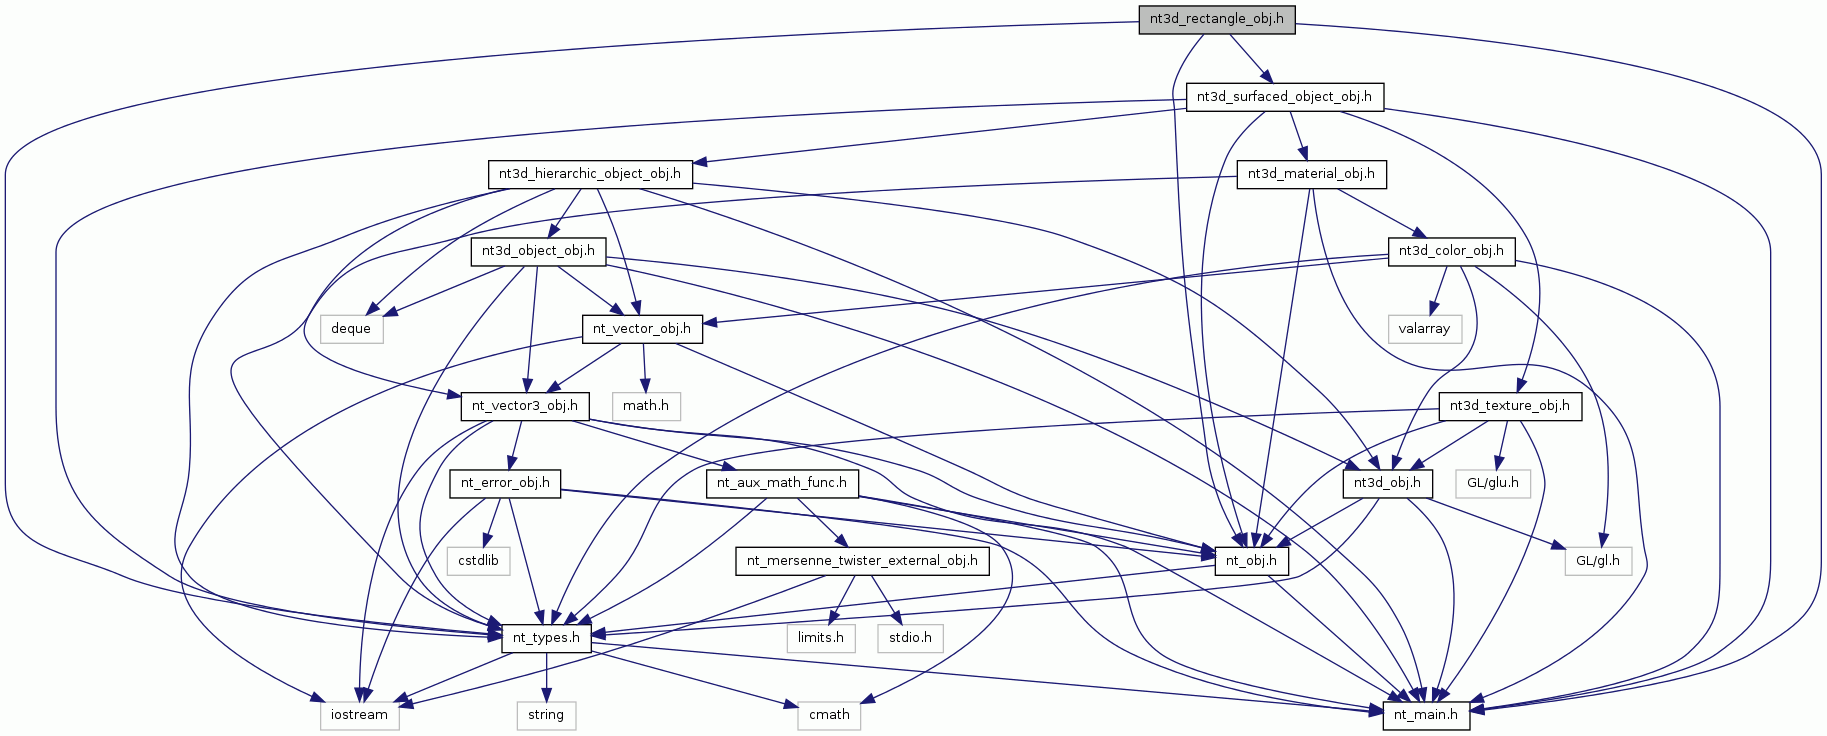 nt3d_rectangle_obj.h
nt3d_surfaced_object_obj.h
nt3d_hierarchic_object_obj.h
nt3d_material_obj.h
nt3d_object_obj.h
nt3d_color_obj.h
deque
nt_vector_obj.h
valarray
nt_vector3_obj.h
math.h
nt3d_texture_obj.h
nt_error_obj.h
nt_aux_math_func.h
nt3d_obj.h
GL/glu.h
cstdlib
nt_mersenne_twister_external_obj.h
nt_obj.h
GL/gl.h
nt_types.h
limits.h
stdio.h
iostream
string
cmath
nt_main.h